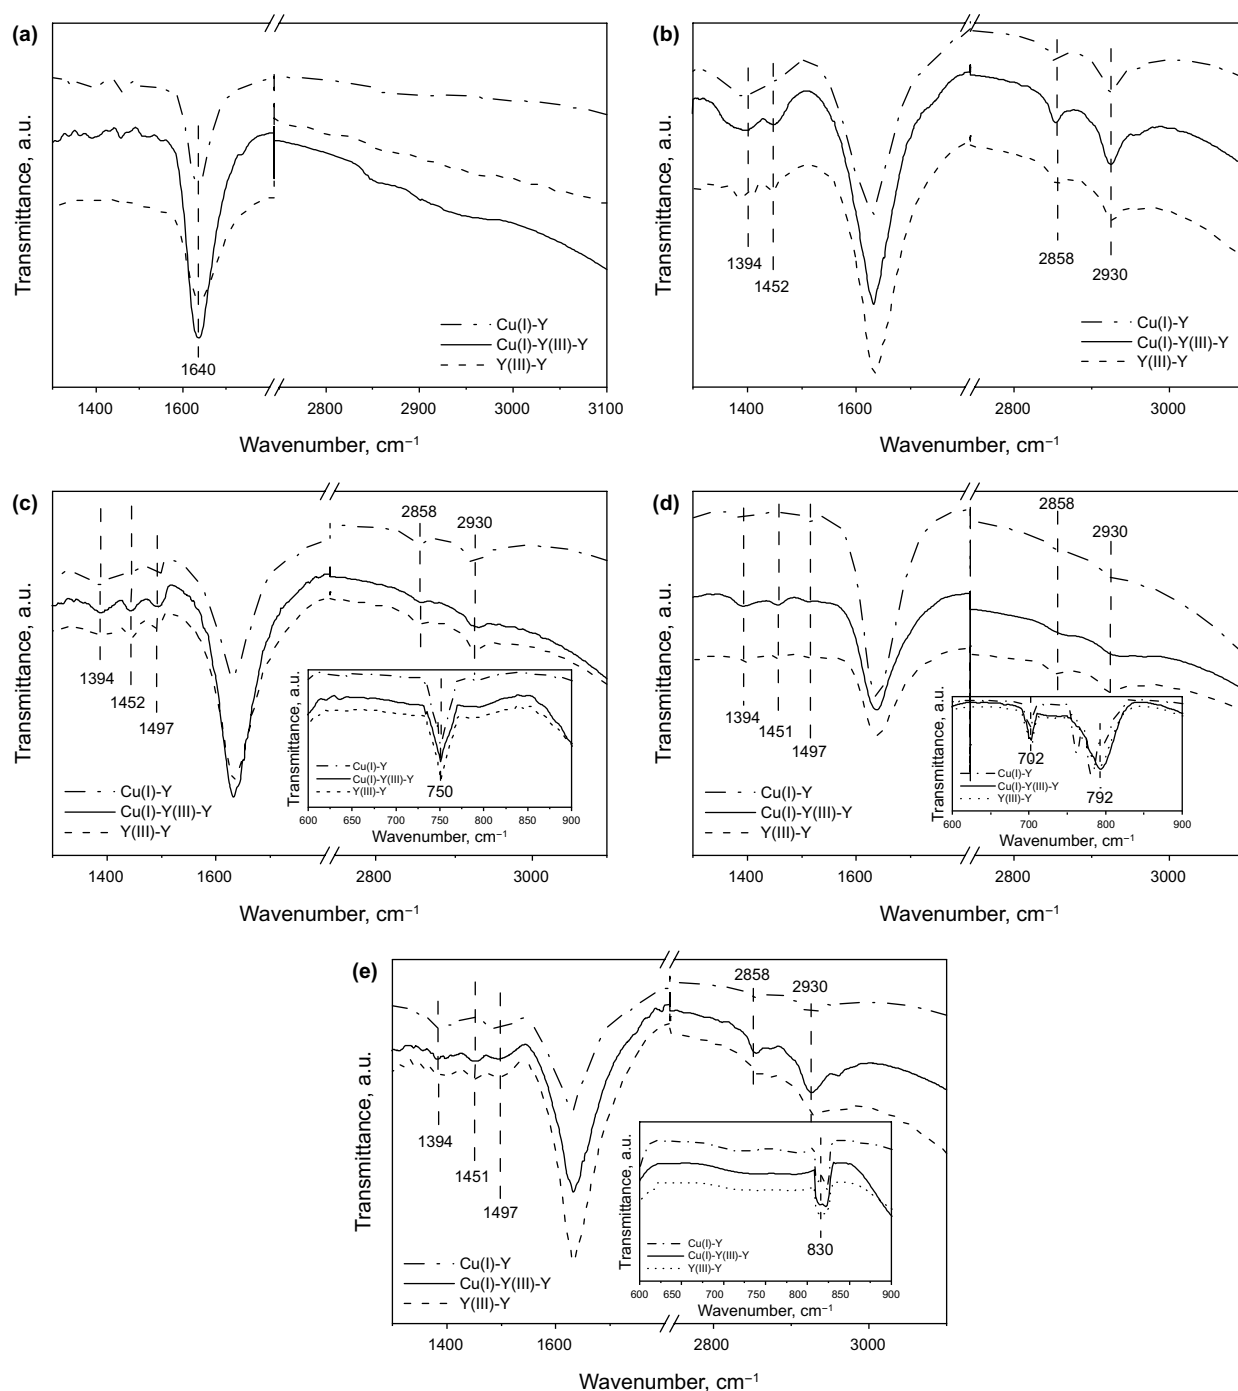 (a)
Transmittance, a.u.
Cu(I)-Y
Cu(I)-Y(III)-Y
Y(III)-Y
1640
1400 1600 2800 2900 3000 3100
Wavenumber, cm⁻¹
(b)
Transmittance, a.u.
1394
1452
2858
2930
Cu(I)-Y
Cu(I)-Y(III)-Y
Y(III)-Y
1400 1600 2800 3000
Wavenumber, cm⁻¹
(c)
Transmittance, a.u.
2858
2930
1394
1452
1497
Cu(I)-Y
Cu(I)-Y(III)-Y
Y(III)-Y
Transmittance, a.u.
Cu(I)-Y
Cu(I)-Y(III)-Y
Y(III)-Y
750
600 650 700 750 800 850 900
Wavenumber, cm⁻¹
1400 1600 2800 3000
Wavenumber, cm⁻¹
(d)
Transmittance, a.u.
2858
2930
1394
1451
1497
Cu(I)-Y
Cu(I)-Y(III)-Y
Y(III)-Y
Transmittance, a.u.
702
Cu(I)-Y
Cu(I)-Y(III)-Y
Y(III)-Y
792
600 700 800 900
Wavenumber, cm⁻¹
1400 1600 2800 3000
Wavenumber, cm⁻¹
(e)
Transmittance, a.u.
2858
2930
1394
1451
1497
Cu(I)-Y
Cu(I)-Y(III)-Y
Y(III)-Y
Transmittance, a.u.
Cu(I)-Y
Cu(I)-Y(III)-Y
Y(III)-Y
830
600 650 700 750 800 850 900
Wavenumber, cm⁻¹
1400 1600 2800 3000
Wavenumber, cm⁻¹